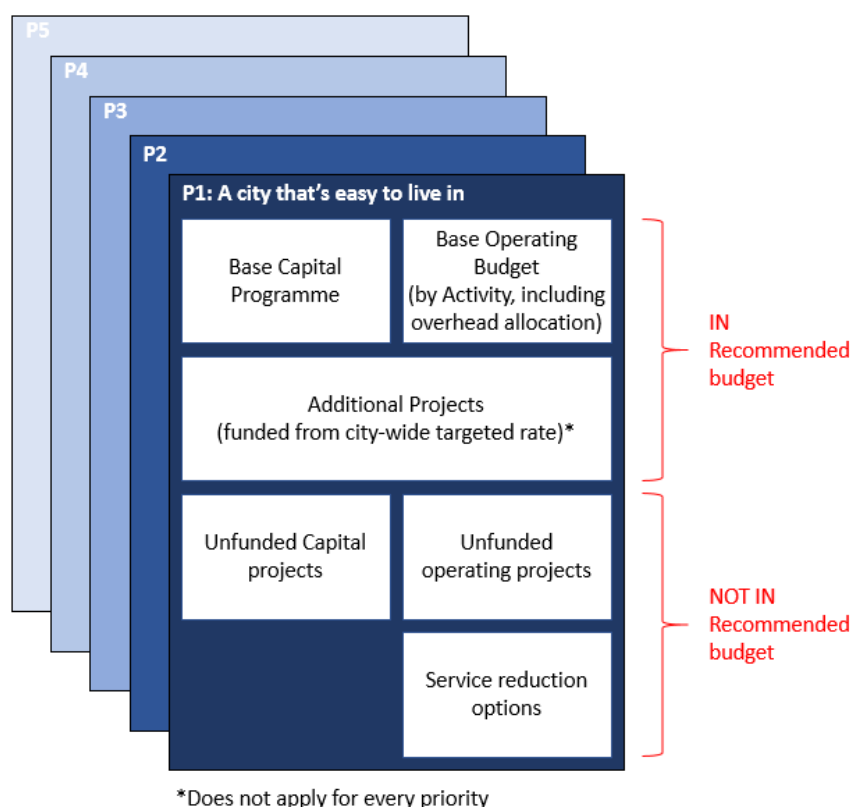 P5
P4
P3
P2
P1: A city that's easy to live in
Base Capital
Programme
Base Operating
Budget
(by Activity, including
overhead allocation)
Additional Projects
(funded from city-wide targeted rate)*
IN
Recommended
budget
Unfunded Capital
projects
Unfunded
operating projects
Service reduction
options
NOT IN
Recommended
budget
*Does not apply for every priority